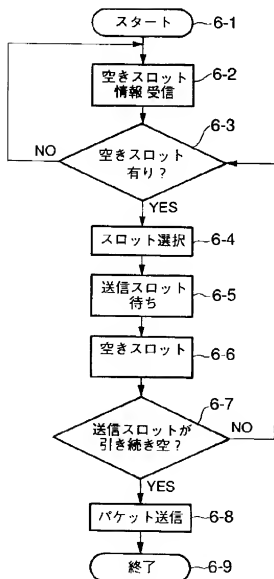 スタート
6-1
空きスロット
情報 受信
6-2
空きスロット
有り?
6-3
NO
YES
スロット選択
6-4
送信スロット
待ち
6-5
空きスロット
6-6
送信スロットが
引き続き空?
6-7
NO
YES
パケット送信
6-8
終了
6-9